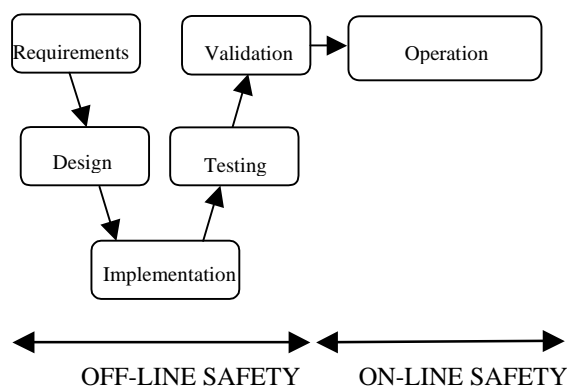 Requirements
Validation
Operation
Design
Testing
Implementation
OFF-LINE SAFETY
ON-LINE SAFETY